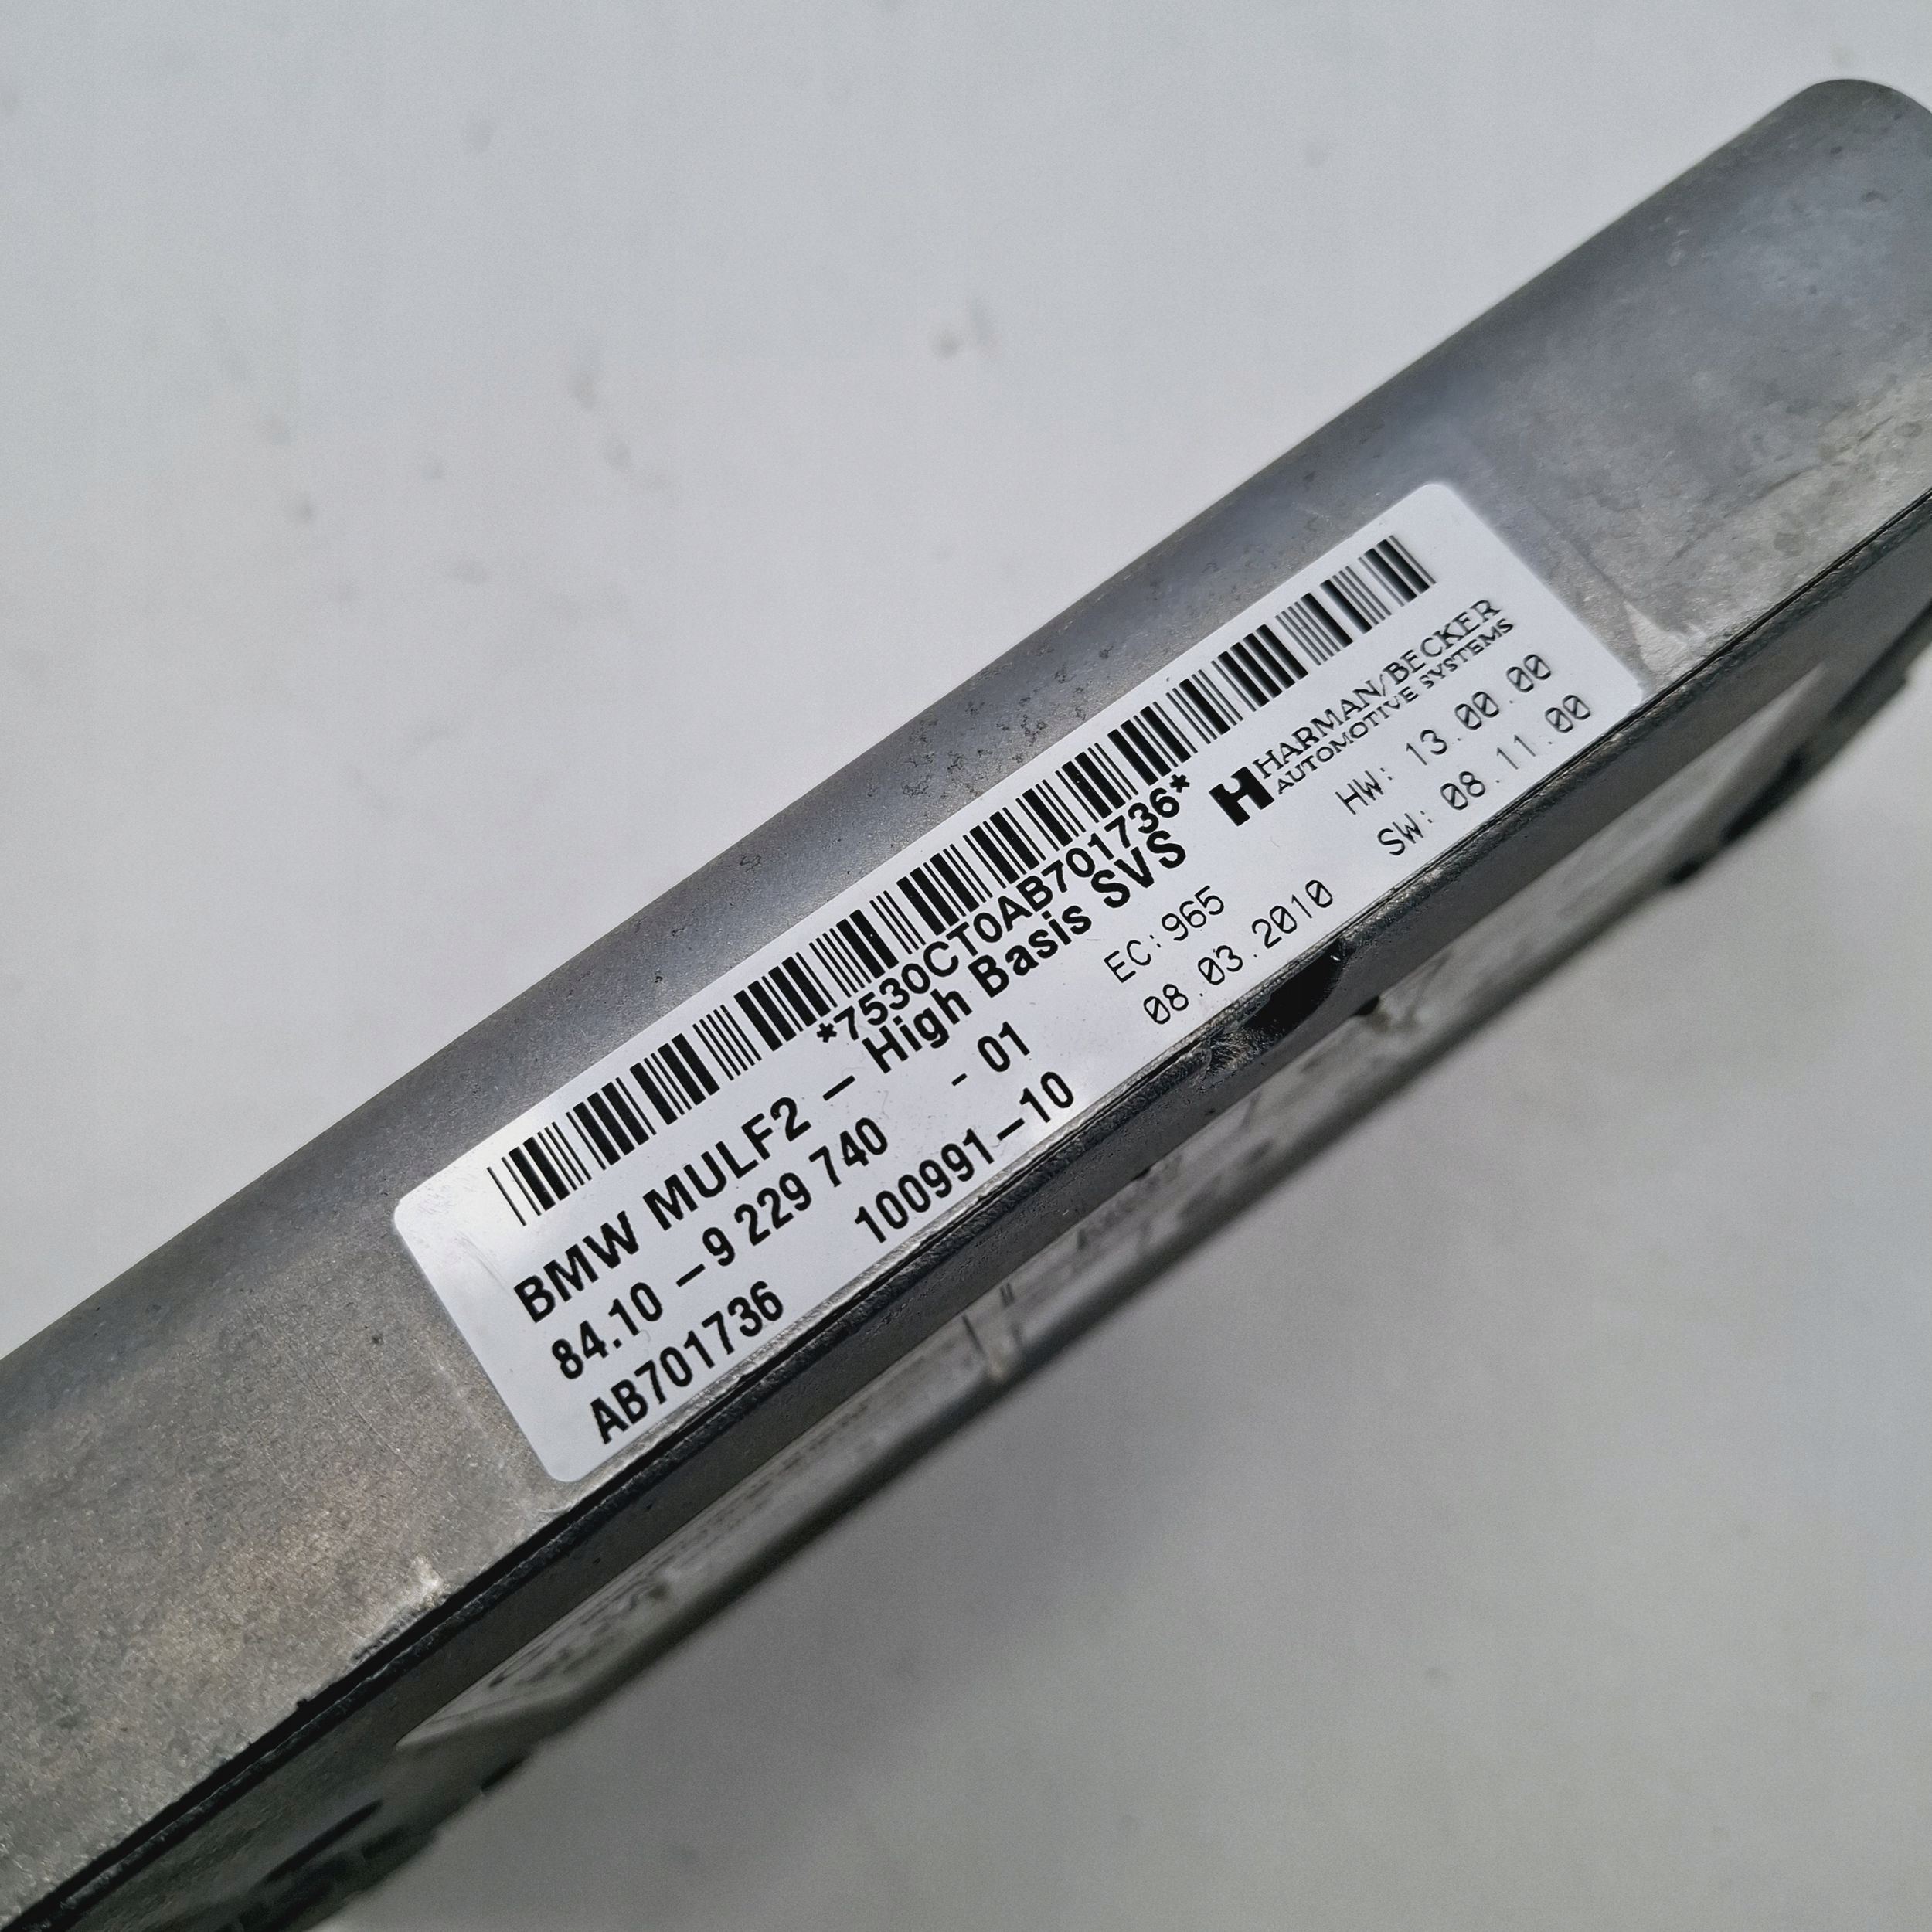 *7530CT0AB701736*
BMW MULF2 – High Basis SVS
HARMAN/BECKER
AUTOMOTIVE SYSTEMS
84.10 – 9 229 740 - 01
EC: 965
HW: 13.00.00
AB701736
100991–10
08.03.2010
SW: 08.11.00